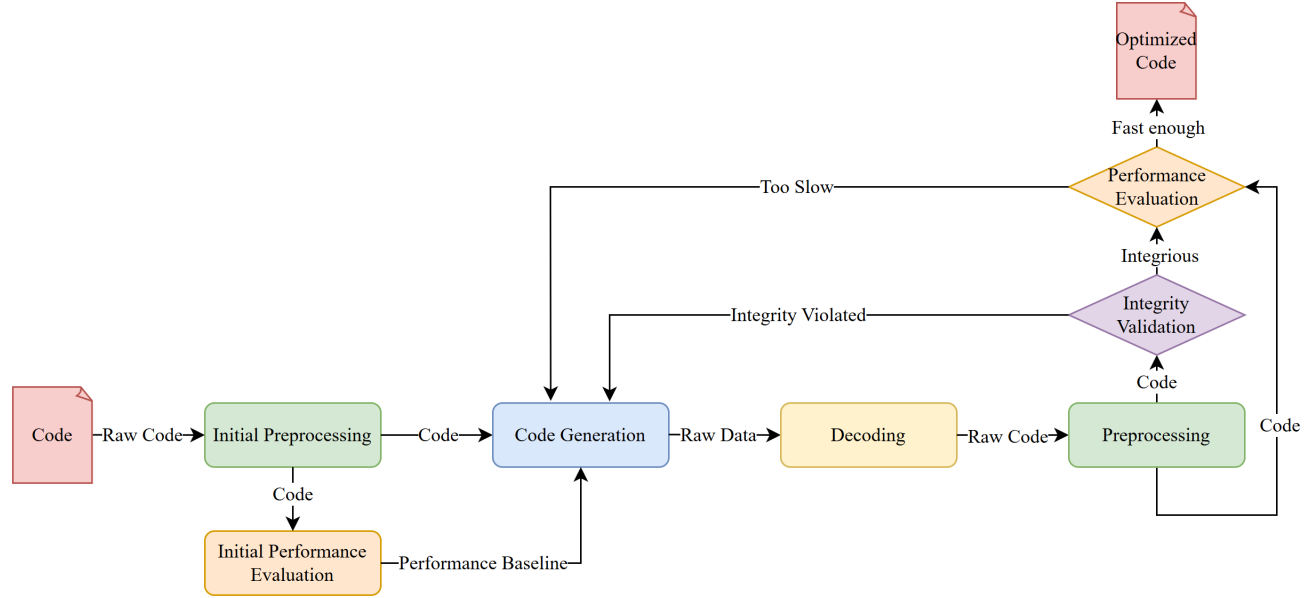 Optimized
Code
Fast enough
Performance
Evaluation
Too Slow
Integrious
Integrity
Validation
Integrity Violated
Code
Code
Raw Code
Initial Preprocessing
Code
Code Generation
Raw Data
Decoding
Raw Code
Preprocessing
Code
Code
Initial Performance
Evaluation
Performance Baseline